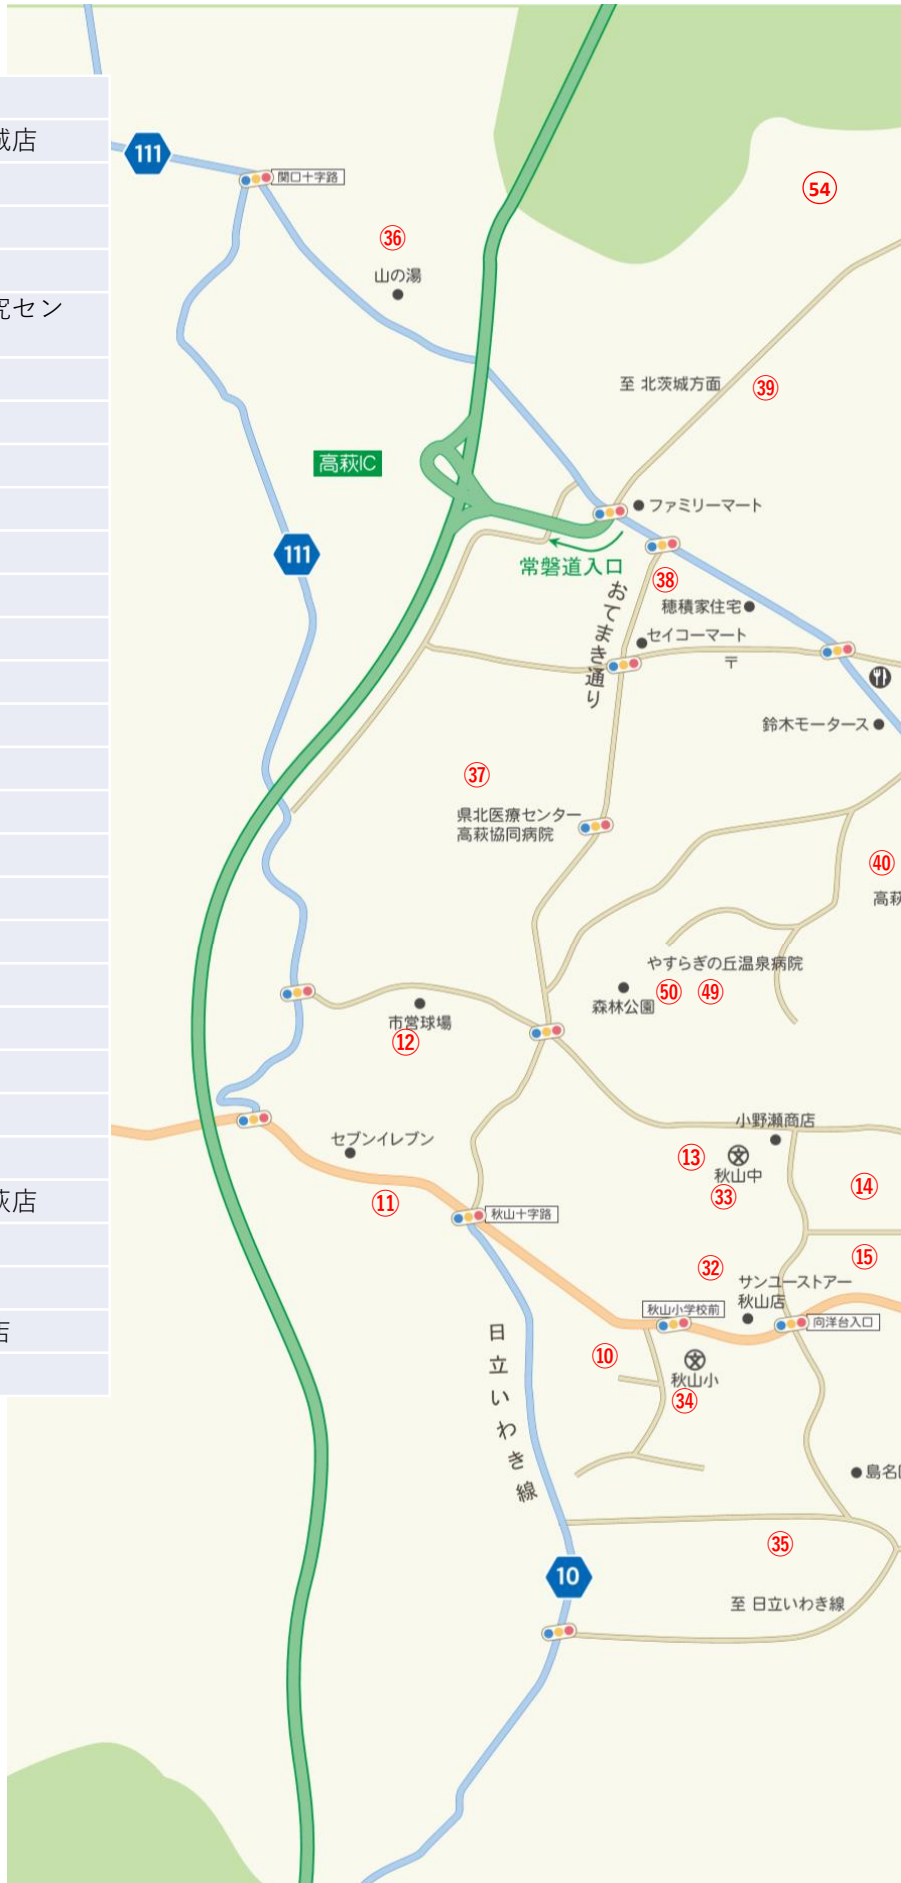 城店
究セン
萩店
店
111
関口十字路
54
36
山の湯
至 北茨城方面
39
高萩IC
ファミリーマート
111
常磐道入口
38
おてまき通り
穂積家住宅
セイコーマート
〒
鈴木モータース
37
県北医療センター
高萩協同病院
40
高萩
やすらぎの丘温泉病院
森林公園
50
49
市営球場
12
小野瀬商店
セブンイレブン
13
秋山中
33
14
11
秋山十字路
15
32
サンユーストアー
秋山店
秋山小学校前
向洋台入口
10
秋山小
34
日立いわき線
島名
35
10
至 日立いわき線